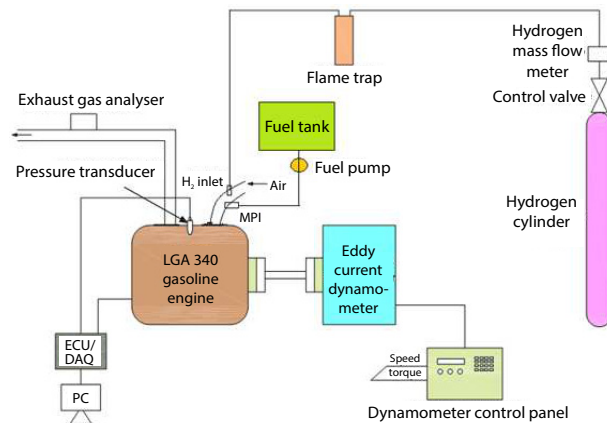 Hydrogen
mass flow
meter
Flame trap
Control valve
Exhaust gas analyser
Fuel tank
Fuel pump
Pressure transducer
H₂ inlet
Air
MPI
Hydrogen
cylinder
LGA 340
gasoline
engine
Eddy
current
dynamo-
meter
ECU/
DAQ
PC
Speed
torque
Dynamometer control panel